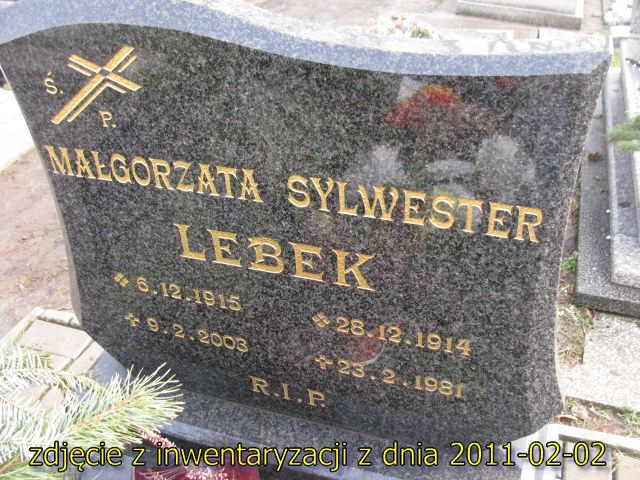 Ś. P.
MAŁGORZATA SYLWESTER
LEBEK
6.12.1915 28.12.1914
9.2.2003 23.2.1981
R.I.P.
zdjęcie z inwentaryzacji z dnia 2011-02-02